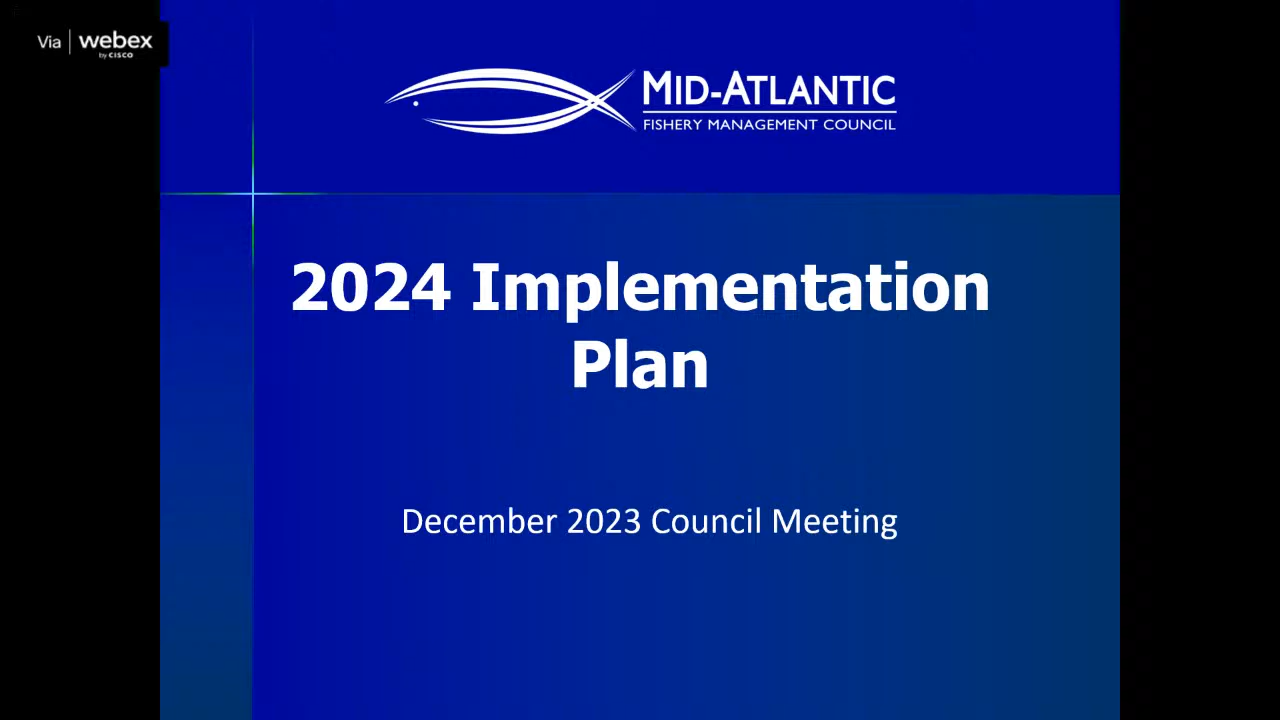 Via webex
by CISCO
MID-ATLANTIC
FISHERY MANAGEMENT COUNCIL
2024 Implementation
Plan
December 2023 Council Meeting